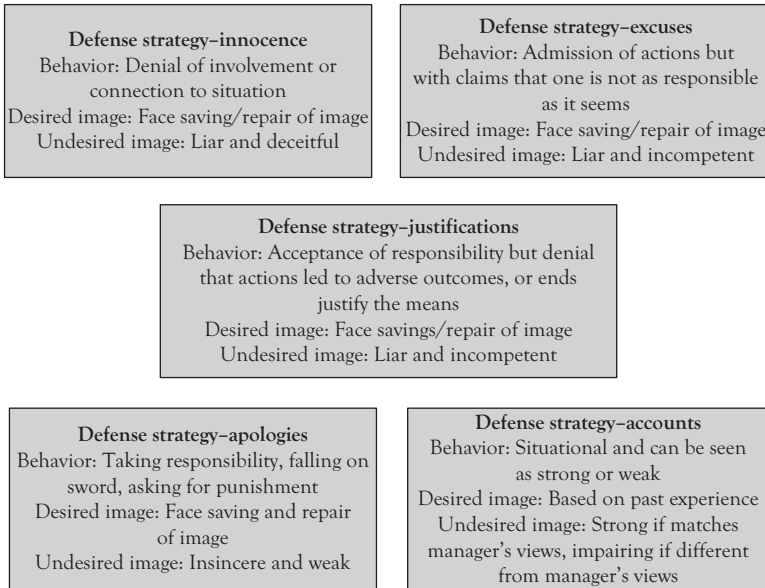 Defense strategy–innocence
Behavior: Denial of involvement or
connection to situation
Desired image: Face saving/repair of image
Undesired image: Liar and deceitful
Defense strategy–excuses
Behavior: Admission of actions but
with claims that one is not as responsible
as it seems
Desired image: Face saving/repair of image
Undesired image: Liar and incompetent
Defense strategy–justifications
Behavior: Acceptance of responsibility but denial
that actions led to adverse outcomes, or ends
justify the means
Desired image: Face savings/repair of image
Undesired image: Liar and incompetent
Defense strategy–apologies
Behavior: Taking responsibility, falling on
sword, asking for punishment
Desired image: Face saving and repair
of image
Undesired image: Insincere and weak
Defense strategy–accounts
Behavior: Situational and can be seen
as strong or weak
Desired image: Based on past experience
Undesired image: Strong if matches
manager’s views, impairing if different
from manager’s views